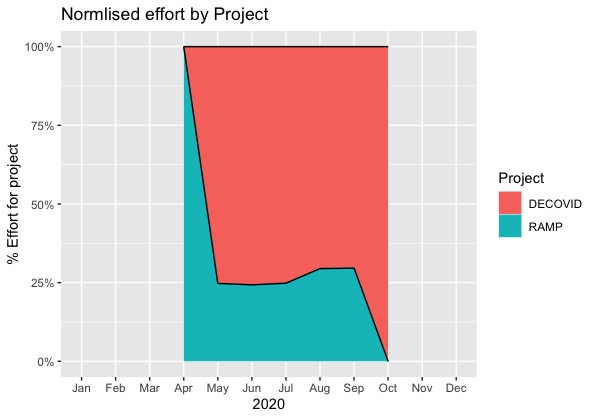 Normlised effort by Project
100%
75%
50%
25%
0%
% Effort for project
Jan Feb Mar Apr May Jun Jul Aug Sep Oct Nov Dec
2020
Project
DECOVID
RAMP